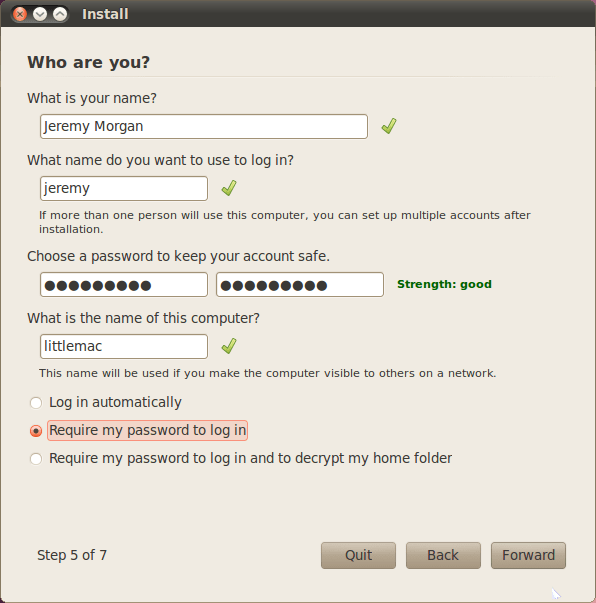 Install
Who are you?
What is your name?
Jeremy Morgan
What name do you want to use to log in?
jeremy
If more than one person will use this computer, you can set up multiple accounts after
installation.
Choose a password to keep your account safe.
●●●●●●●●● ●●●●●●●●● Strength: good
What is the name of this computer?
littlemac
This name will be used if you make the computer visible to others on a network.
Log in automatically
Require my password to log in
Require my password to log in and to decrypt my home folder
Step 5 of 7 Quit Back Forward